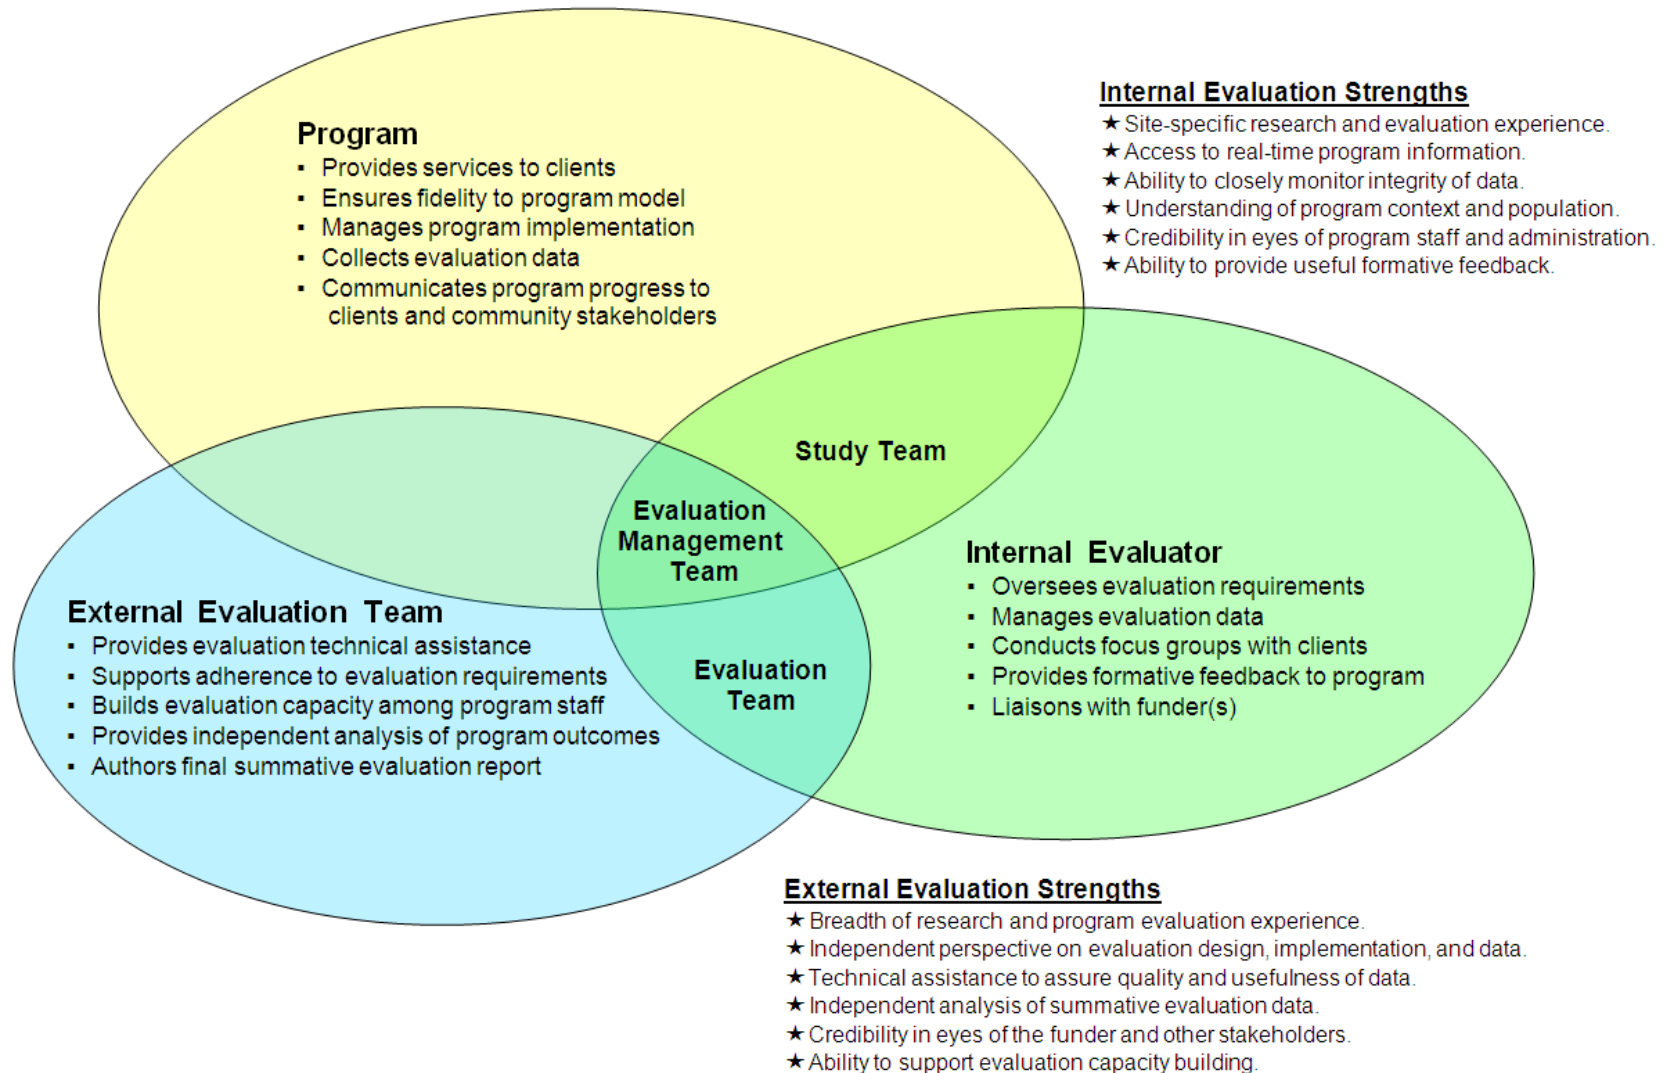 Program
▪ Provides services to clients
▪ Ensures fidelity to program model
▪ Manages program implementation
▪ Collects evaluation data
▪ Communicates program progress to
clients and community stakeholders
Internal Evaluation Strengths
★ Site-specific research and evaluation experience.
★ Access to real-time program information.
★ Ability to closely monitor integrity of data.
★ Understanding of program context and population.
★ Credibility in eyes of program staff and administration.
★ Ability to provide useful formative feedback.
Study Team
Evaluation
Management
Team
Internal Evaluator
▪ Oversees evaluation requirements
▪ Manages evaluation data
▪ Conducts focus groups with clients
▪ Provides formative feedback to program
▪ Liaisons with funder(s)
External Evaluation Team
▪ Provides evaluation technical assistance
▪ Supports adherence to evaluation requirements
▪ Builds evaluation capacity among program staff
▪ Provides independent analysis of program outcomes
▪ Authors final summative evaluation report
Evaluation
Team
External Evaluation Strengths
★ Breadth of research and program evaluation experience.
★ Independent perspective on evaluation design, implementation, and data.
★ Technical assistance to assure quality and usefulness of data.
★ Independent analysis of summative evaluation data.
★ Credibility in eyes of the funder and other stakeholders.
★ Ability to support evaluation capacity building.